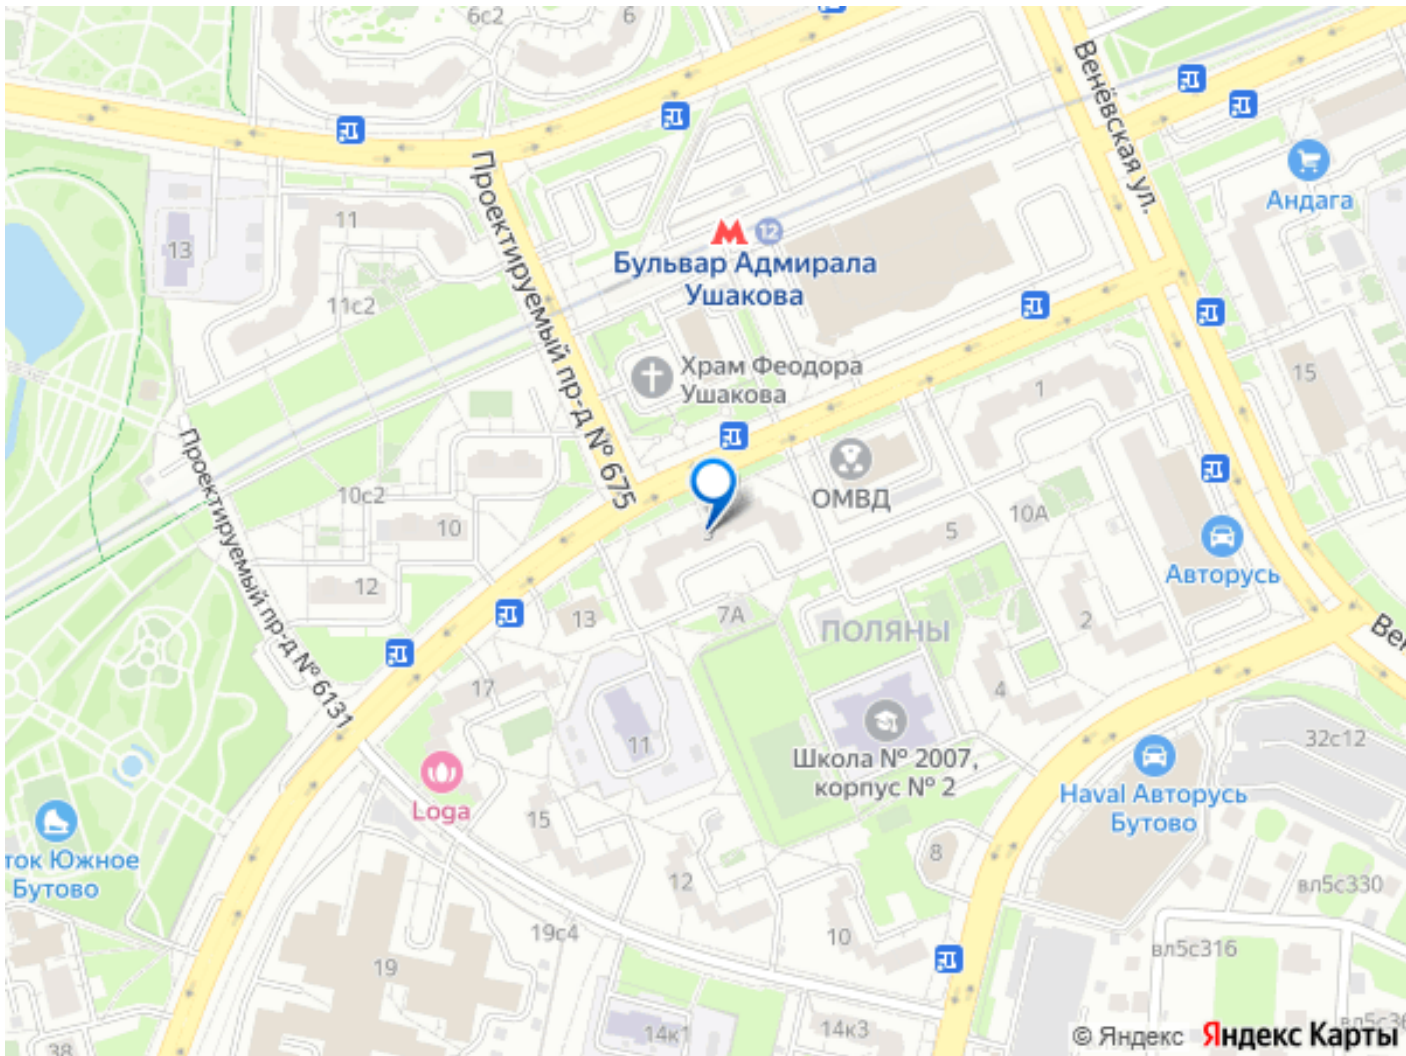 6с2
6
Венёвская ул.
Проектируемый пр-д № 675
Андага
11
13
12
Бульвар Адмирала
Ушакова
11с2
Храм Феодора
Ушакова
15
1
Проектируемый пр-д № 6131
10с2
10
ОМВД
10А
5
3
Авторусь
12
13
7А
ПОЛЯНЫ
2
17
4
11
Школа № 2007,
корпус № 2
32с12
Haval Авторусь
Бутово
Loga
15
ток Южное
Бутово
8
12
вл5с330
19с4
10
вл5с316
19
14к1
14к3
38
© Яндекс
Яндекс Карты